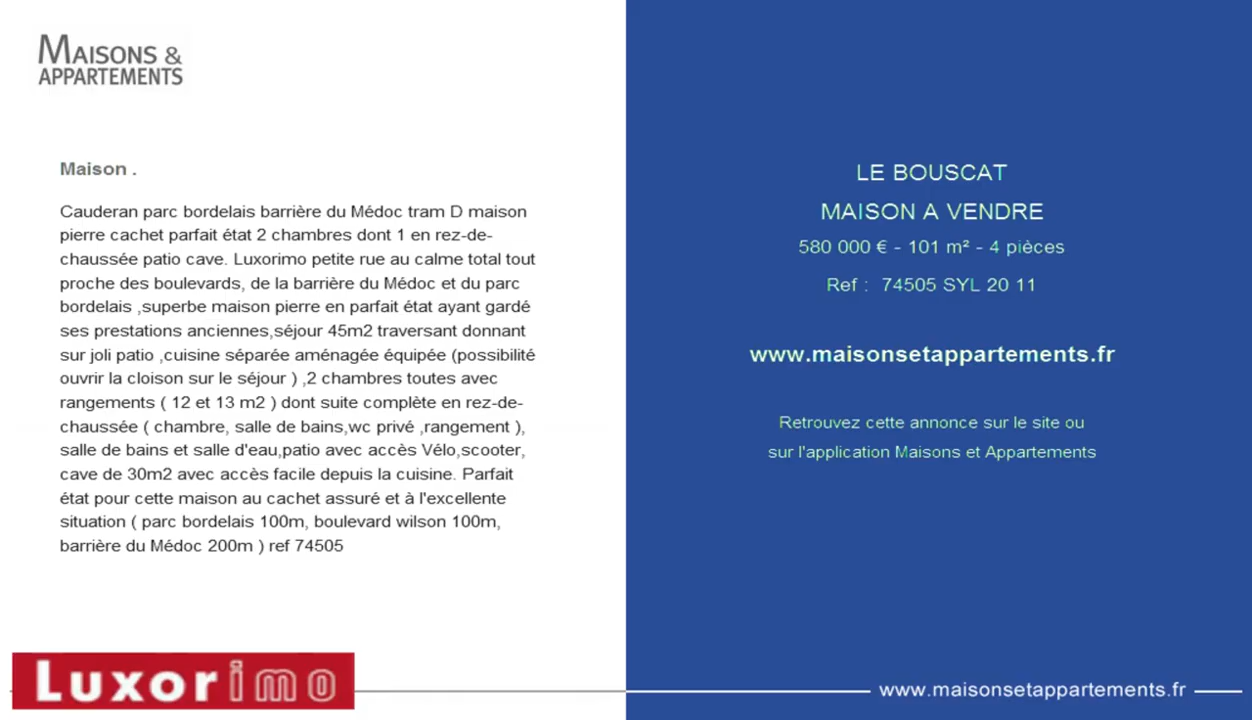 MAISONS &
APPARTEMENTS
Maison .
Cauderan parc bordelais barrière du Médoc tram D maison
pierre cachet parfait état 2 chambres dont 1 en rez-de-
chaussée patio cave. Luxorimo petite rue au calme total tout
proche des boulevards, de la barrière du Médoc et du parc
bordelais ,superbe maison pierre en parfait état ayant gardé
ses prestations anciennes,séjour 45m2 traversant donnant
sur joli patio ,cuisine séparée aménagée équipée (possibilité
ouvrir la cloison sur le séjour ) ,2 chambres toutes avec
rangements ( 12 et 13 m2 ) dont suite complète en rez-de-
chaussée ( chambre, salle de bains,wc privé ,rangement ),
salle de bains et salle d'eau,patio avec accès Vélo,scooter,
cave de 30m2 avec accès facile depuis la cuisine. Parfait
état pour cette maison au cachet assuré et à l'excellente
situation ( parc bordelais 100m, boulevard wilson 100m,
barrière du Médoc 200m ) ref 74505
Luxorimo
LE BOUSCAT
MAISON A VENDRE
580 000 € - 101 m² - 4 pièces
Ref : 74505 SYL 20 11
www.maisonsetappartements.fr
Retrouvez cette annonce sur le site ou
sur l'application Maisons et Appartements
www.maisonsetappartements.fr